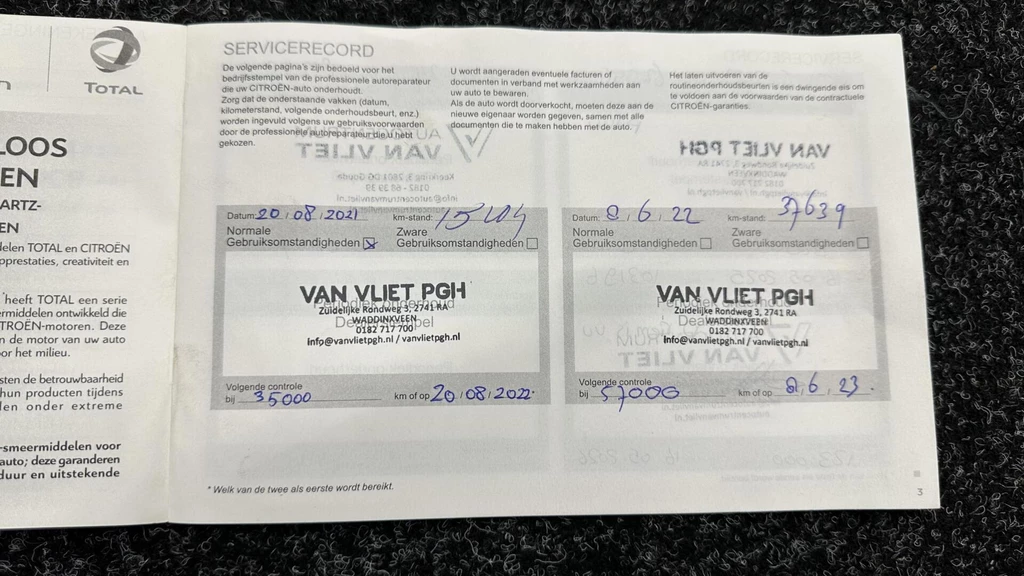 TOTAL
LOOS
EN
ARTZ-
EN
delen TOTAL en CITROËN
pprestaties, creativiteit en
heeft TOTAL een serie
ermiddelen ontwikkeld die
TROËN-motoren. Deze
n de motor van uw auto
oor het milieu.
sten de betrouwbaarheid
hun producten tijdens
len onder extreme
-smeermiddelen voor
auto; deze garanderen
duur en uitstekende
SERVICERECORD
De volgende pagina's zijn bedoeld voor het
bedrijfsstempel van de professionele autoreparateur
die uw CITROËN-auto onderhoudt.
Zorg dat de onderstaande vakken (datum,
kilometerstand, volgende onderhoudsbeurt, enz.)
worden ingevuld volgens uw gebruiksvoorwaarden
door de professionele autoreparateur die u hebt
gekozen.
U wordt aangeraden eventuele facturen of
documenten in verband met werkzaamheden aan
uw auto te bewaren.
Als de auto wordt doorverkocht, moeten deze aan de
nieuwe eigenaar worden gegeven, samen met alle
documenten die te maken hebben met de auto.
Het laten uitvoeren van de
routineonderhoudsbeurten is een dwingende eis om
te voldoen aan de voorwaarden van de contractuele
CITROËN-garanties.
Datum: 20/08/2021 km-stand:
Normale Zware
Gebruiksomstandigheden Gebruiksomstandigheden
Periodiek onderhoud
Dealerstempel
VAN VLIET PGH
Zuidelijke Rondweg 3, 2741 RA
WADDINXVEEN
0182 717 700
info@vanvlietpgh.nl / vanvlietpgh.nl
Volgende controle
bij 35000 km of op 20/08/2022
Datum: 8/6/22 km-stand: 37639
Normale Zware
Gebruiksomstandigheden Gebruiksomstandigheden
VAN VLIET PGH
Zuidelijke Rondweg 3, 2741 RA
WADDINXVEEN
0182 717 700
info@vanvlietpgh.nl / vanvlietpgh.nl
Volgende controle
bij 57000 km of op 8/6/23
* Welk van de twee als eerste wordt bereikt.
3